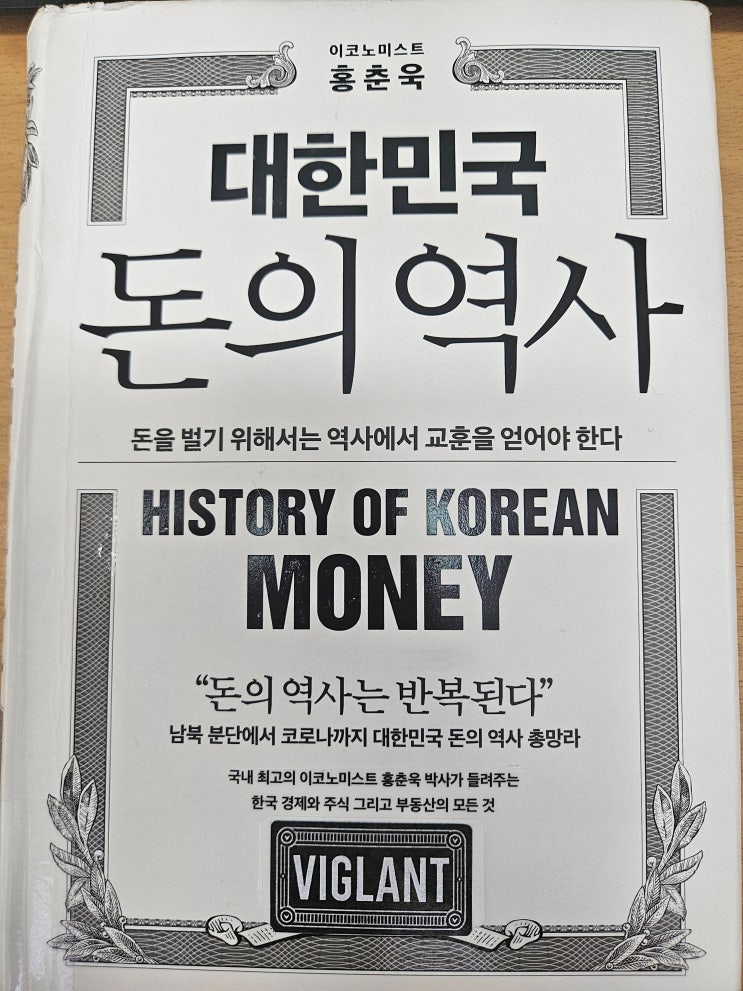 이코노미스트
홍춘욱
대한민국
돈의 역사
돈을 벌기 위해서는 역사에서 교훈을 얻어야 한다
HISTORY OF KOREAN
MONEY
“돈의 역사는 반복된다”
남북 분단에서 코로나까지 대한민국 돈의 역사 총망라
국내 최고의 이코노미스트 홍춘욱 박사가 들려주는
한국 경제와 주식 그리고 부동산의 모든 것
VIGLANT